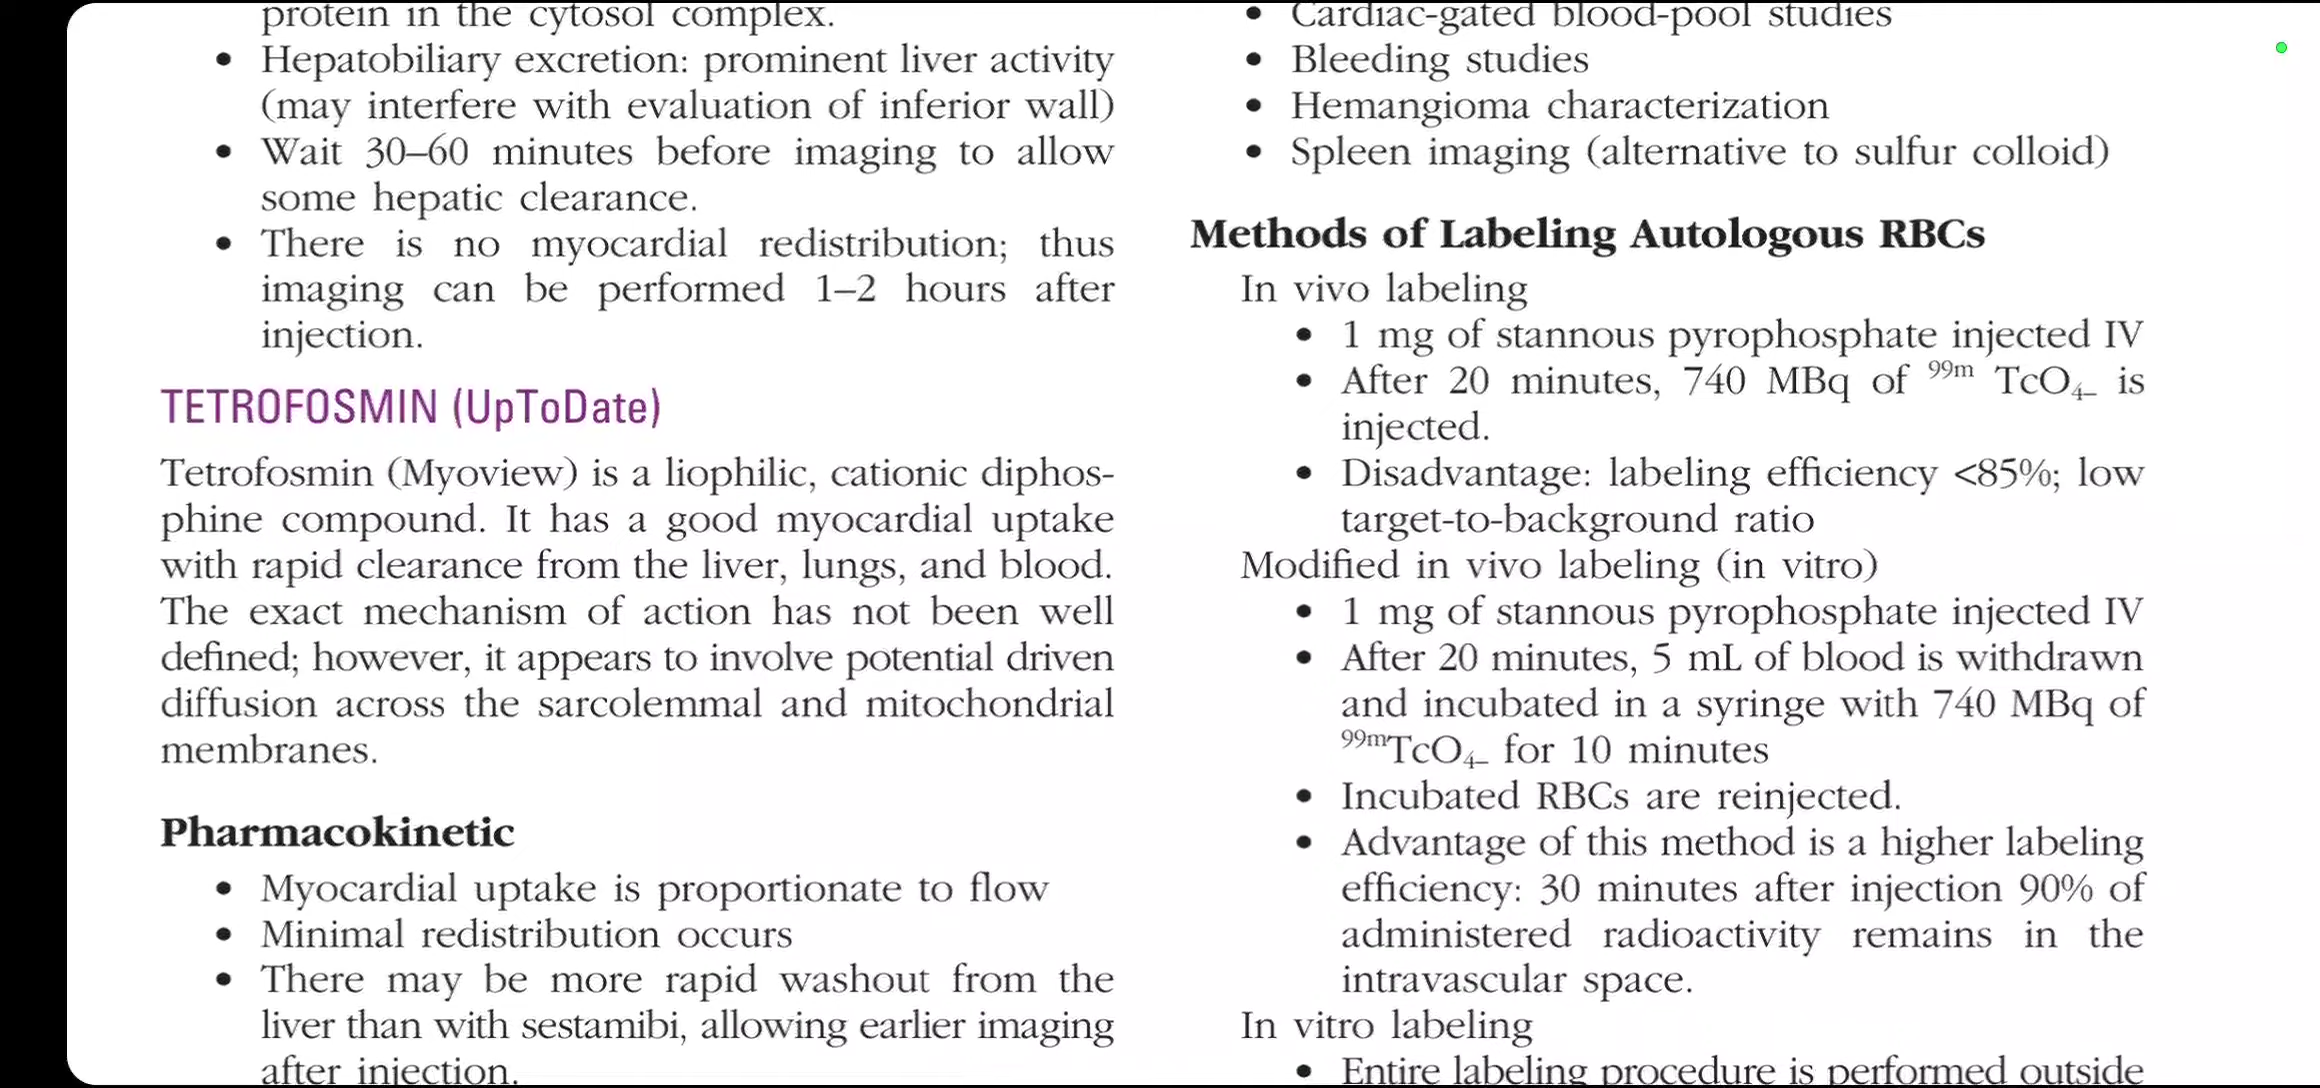 protein in the cytosol complex.
• Hepatobiliary excretion: prominent liver activity
(may interfere with evaluation of inferior wall)
• Wait 30–60 minutes before imaging to allow
some hepatic clearance.
• There is no myocardial redistribution; thus
imaging can be performed 1–2 hours after
injection.
TETROFOSMIN (UpToDate)
Tetrofosmin (Myoview) is a liophilic, cationic diphos-
phine compound. It has a good myocardial uptake
with rapid clearance from the liver, lungs, and blood.
The exact mechanism of action has not been well
defined; however, it appears to involve potential driven
diffusion across the sarcolemmal and mitochondrial
membranes.
Pharmacokinetic
• Myocardial uptake is proportionate to flow
• Minimal redistribution occurs
• There may be more rapid washout from the
liver than with sestamibi, allowing earlier imaging
after injection.
• Cardiac-gated blood-pool studies
• Bleeding studies
• Hemangioma characterization
• Spleen imaging (alternative to sulfur colloid)
Methods of Labeling Autologous RBCs
In vivo labeling
• 1 mg of stannous pyrophosphate injected IV
• After 20 minutes, 740 MBq of ⁹⁹ᵐ TcO₄₋ is
injected.
• Disadvantage: labeling efficiency <85%; low
target-to-background ratio
Modified in vivo labeling (in vitro)
• 1 mg of stannous pyrophosphate injected IV
• After 20 minutes, 5 mL of blood is withdrawn
and incubated in a syringe with 740 MBq of
⁹⁹ᵐTcO₄₋ for 10 minutes
• Incubated RBCs are reinjected.
• Advantage of this method is a higher labeling
efficiency: 30 minutes after injection 90% of
administered radioactivity remains in the
intravascular space.
In vitro labeling
• Entire labeling procedure is performed outside